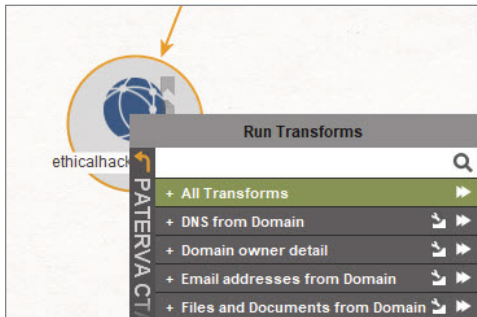 Run Transforms
ethicalhack
PATERVA CT
+ All Transforms
+ DNS from Domain
+ Domain owner detail
+ Email addresses from Domain
+ Files and Documents from Domain